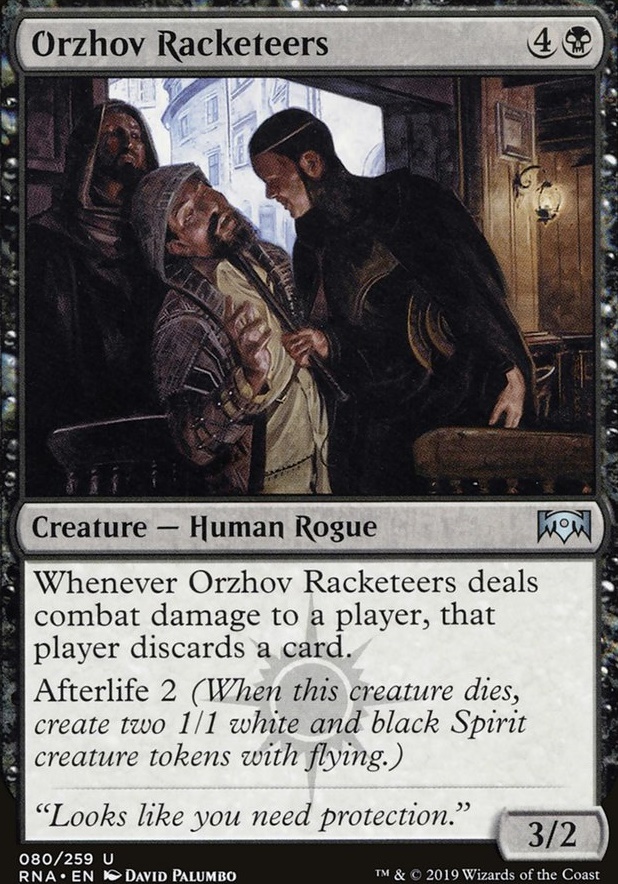 Orzhov Racketeers 4
Creature — Human Rogue
Whenever Orzhov Racketeers deals
combat damage to a player, that
player discards a card.
Afterlife 2 (When this creature dies,
create two 1/1 white and black Spirit
creature tokens with flying.)
“Looks like you need protection.”
3/2
080/259 U
RNA • EN DAVID PALUMBO ™ & © 2019 Wizards of the Coast